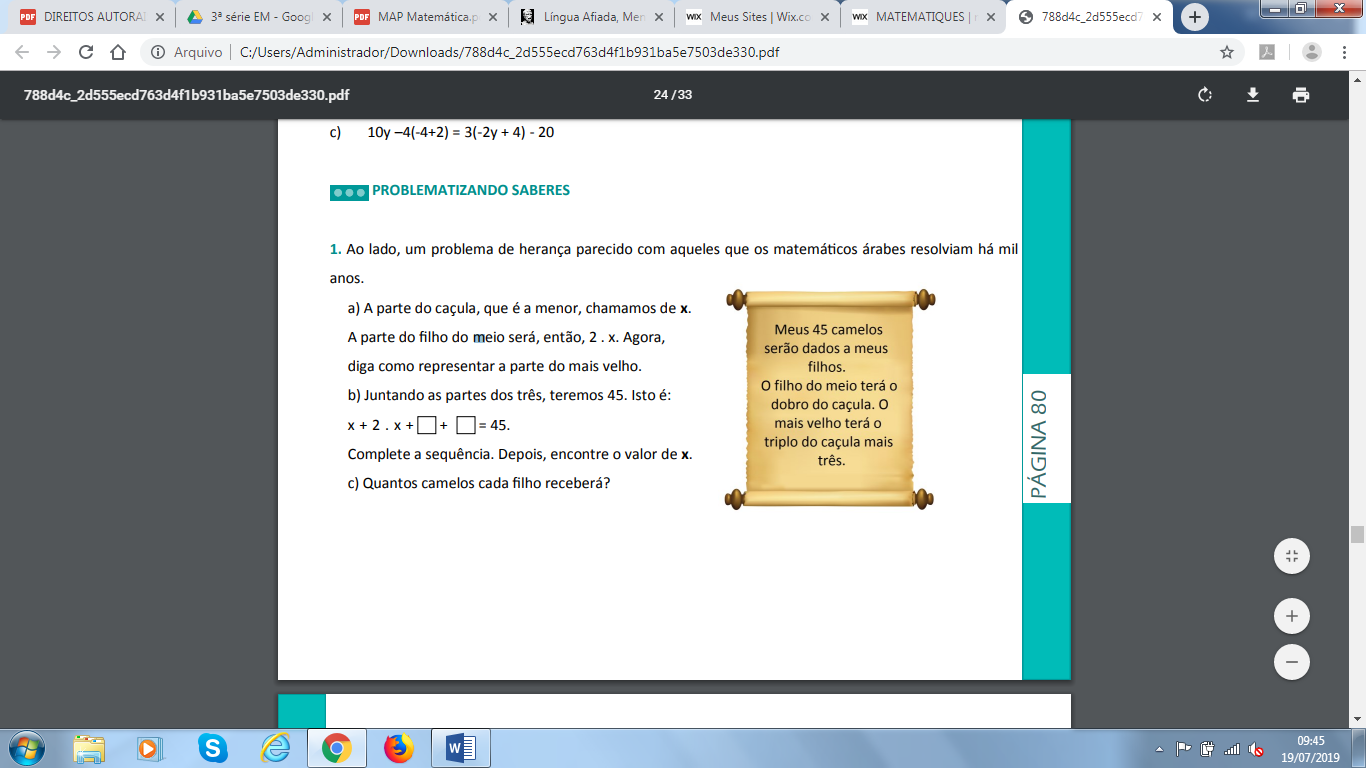 DIREITOS AUTORAI
3ª série EM - Goog
MAP Matemática.p
Língua Afiada, Mer
Meus Sites | Wix.co
MATEMATIQUES | r
788d4c_2d555ecd7
Arquivo | C:/Users/Administrador/Downloads/788d4c_2d555ecd763d4f1b931ba5e7503de330.pdf
788d4c_2d555ecd763d4f1b931ba5e7503de330.pdf
24 / 33
c) 10y –4(-4+2) = 3(-2y + 4) - 20
PROBLEMATIZANDO SABERES
1. Ao lado, um problema de herança parecido com aqueles que os matemáticos árabes resolviam há mil
anos.
a) A parte do caçula, que é a menor, chamamos de x.
A parte do filho do meio será, então, 2 . x. Agora,
diga como representar a parte do mais velho.
b) Juntando as partes dos três, teremos 45. Isto é:
x + 2 . x + □ + □ = 45.
Complete a sequência. Depois, encontre o valor de x.
c) Quantos camelos cada filho receberá?
Meus 45 camelos
serão dados a meus
filhos.
O filho do meio terá o
dobro do caçula. O
mais velho terá o
triplo do caçula mais
três.
PÁGINA 80
09:45
19/07/2019